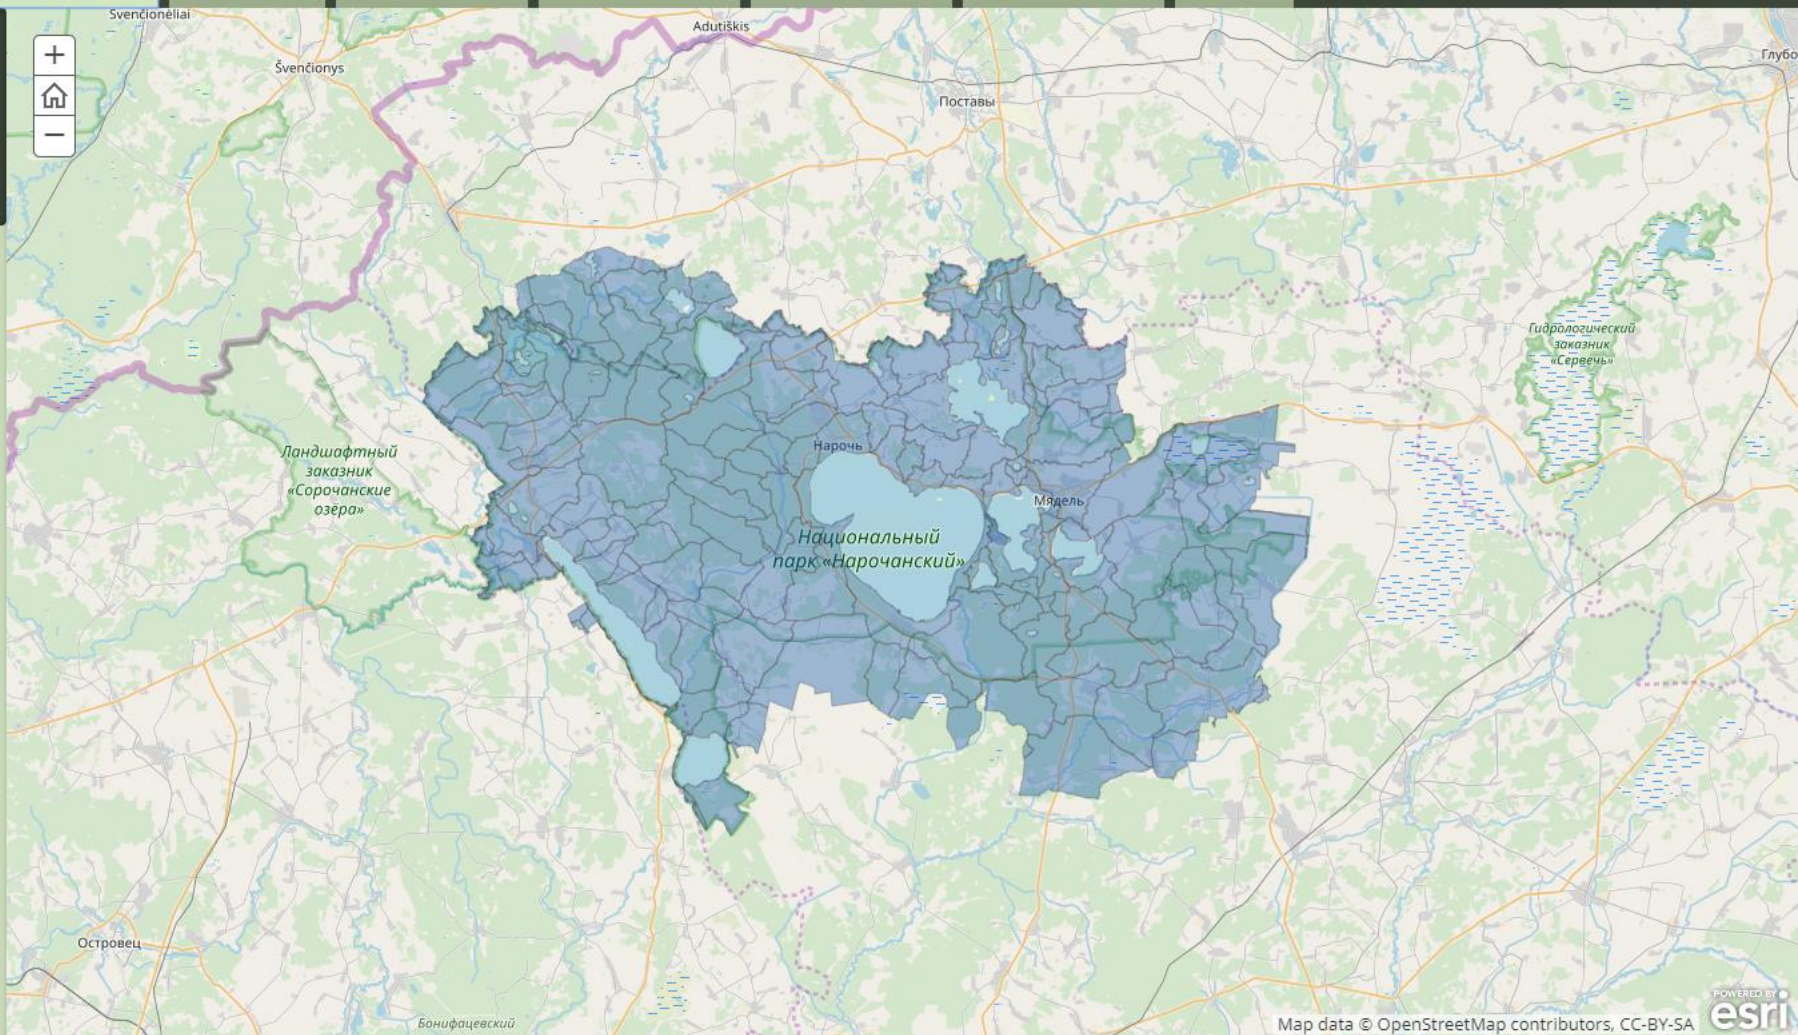 Švenčionėliai
Adutiškis
Švenčionys
Глубо
Поставы
Гидрологический
заказник
«Сервечь»
Нарочь
Ландшафтный
заказник
«Сорочанские
озёра»
Мядель
Национальный
парк «Нарочанский»
Островец
Бонифацевский
POWERED BY
esri
Map data © OpenStreetMap contributors, CC-BY-SA